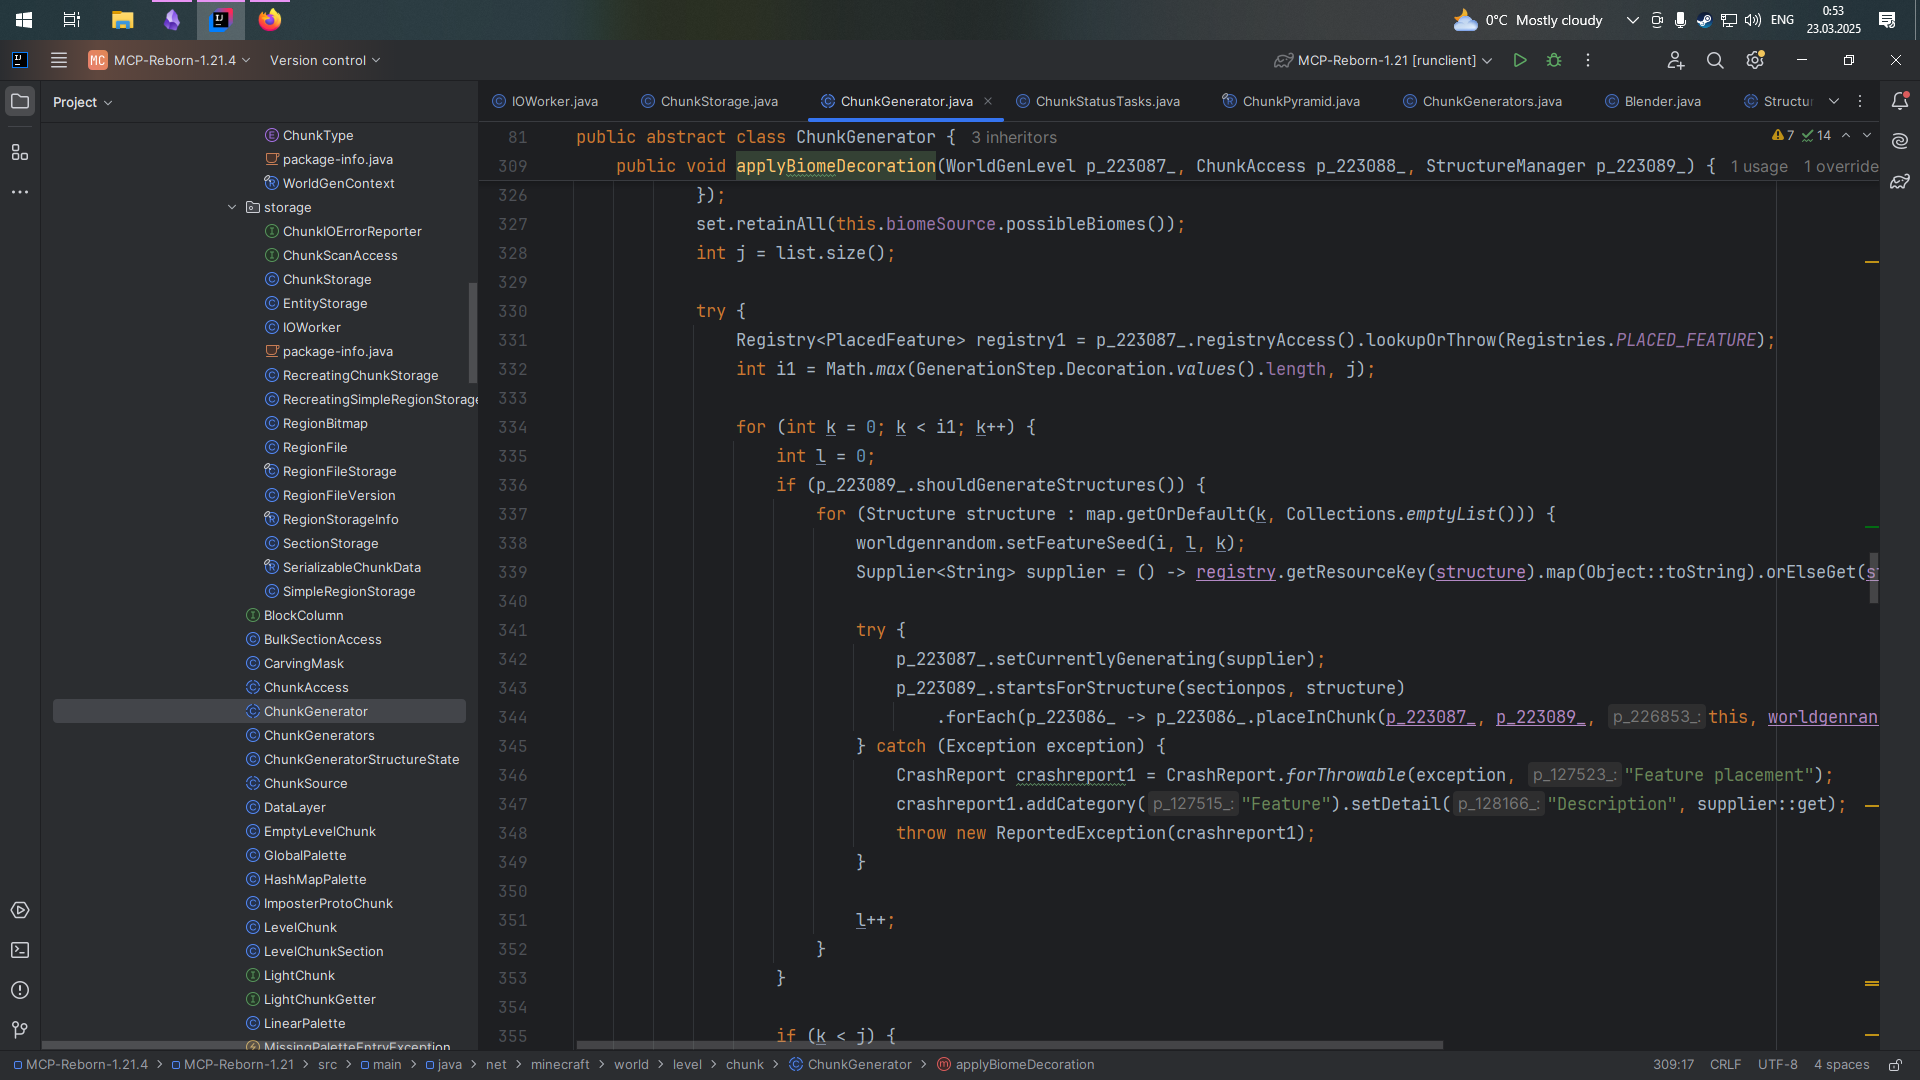 0°C Mostly cloudy
ENG
0:53
23.03.2025
MC MCP-Reborn-1.21.4
Version control
MCP-Reborn-1.21 [runclient]
Project
ChunkType
package-info.java
WorldGenContext
storage
ChunkIOErrorReporter
ChunkScanAccess
ChunkStorage
EntityStorage
IOWorker
package-info.java
RecreatingChunkStorage
RecreatingSimpleRegionStorage
RegionBitmap
RegionFile
RegionFileStorage
RegionFileVersion
RegionStorageInfo
SectionStorage
SerializableChunkData
SimpleRegionStorage
BlockColumn
BulkSectionAccess
CarvingMask
ChunkAccess
ChunkGenerator
ChunkGenerators
ChunkGeneratorStructureState
ChunkSource
DataLayer
EmptyLevelChunk
GlobalPalette
HashMapPalette
ImposterProtoChunk
LevelChunk
LevelChunkSection
LightChunk
LightChunkGetter
LinearPalette
MissingPaletteEntryException
IOWorker.java ChunkStorage.java ChunkGenerator.java ChunkStatusTasks.java ChunkPyramid.java ChunkGenerators.java Blender.java Structur
81 public abstract class ChunkGenerator { 3 inheritors
7 14
309 public void applyBiomeDecoration(WorldGenLevel p_223087_, ChunkAccess p_223088_, StructureManager p_223089_) { 1 usage 1 override
326 });
327 set.retainAll(this.biomeSource.possibleBiomes());
328 int j = list.size();
329
330 try {
331 Registry<PlacedFeature> registry1 = p_223087_.registryAccess().lookupOrThrow(Registries.PLACED_FEATURE);
332 int i1 = Math.max(GenerationStep.Decoration.values().length, j);
333
334 for (int k = 0; k < i1; k++) {
335 int l = 0;
336 if (p_223089_.shouldGenerateStructures()) {
337 for (Structure structure : map.getOrDefault(k, Collections.emptyList())) {
338 worldgenrandom.setFeatureSeed(i, l, k);
339 Supplier<String> supplier = () -> registry.getResourceKey(structure).map(Object::toString).orElseGet(s
340
341 try {
342 p_223087_.setCurrentlyGenerating(supplier);
343 p_223089_.startsForStructure(sectionpos, structure)
344 .forEach(p_223086_ -> p_223086_.placeInChunk(p_223087_, p_223089_, p_226853_: this, worldgenran
345 } catch (Exception exception) {
346 CrashReport crashreport1 = CrashReport.forThrowable(exception, p_127523_: "Feature placement");
347 crashreport1.addCategory( p_127515_: "Feature").setDetail( p_128166_: "Description", supplier::get);
348 throw new ReportedException(crashreport1);
349 }
350
351 l++;
352 }
353 }
354
355 if (k < j) {
MCP-Reborn-1.21.4 > MCP-Reborn-1.21 > src > main > java > net > minecraft > world > level > chunk > ChunkGenerator > applyBiomeDecoration
309:17 CRLF UTF-8 4 spaces